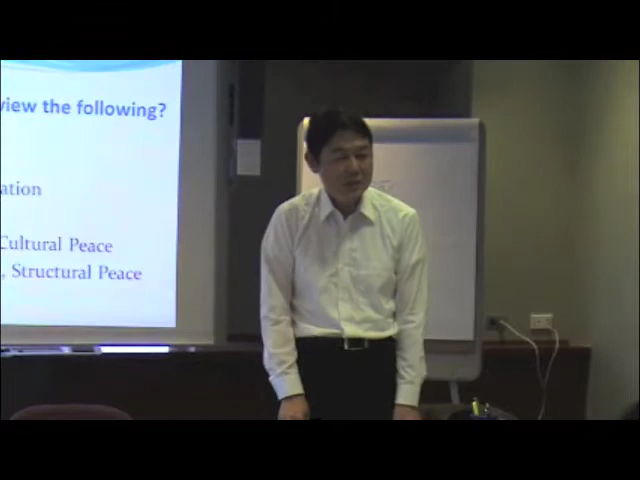 view the following?
ation
Cultural Peace
, Structural Peace